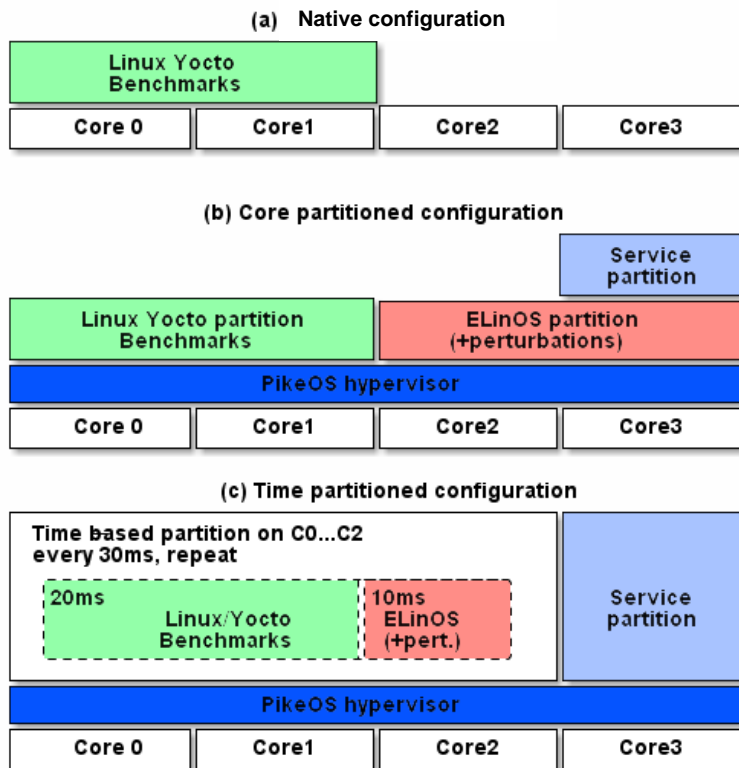 (a) Native configuration
Linux Yocto
Benchmarks
Core 0
Core1
Core2
Core3
(b) Core partitioned configuration
Service
partition
Linux Yocto partition
Benchmarks
ELinOS partition
(+perturbations)
PikeOS hypervisor
Core 0
Core1
Core2
Core3
(c) Time partitioned configuration
Time based partition on C0...C2
every 30ms, repeat
20ms
Linux/Yocto
Benchmarks
10ms
ELinOS
(+pert.)
Service
partition
PikeOS hypervisor
Core 0
Core1
Core2
Core3